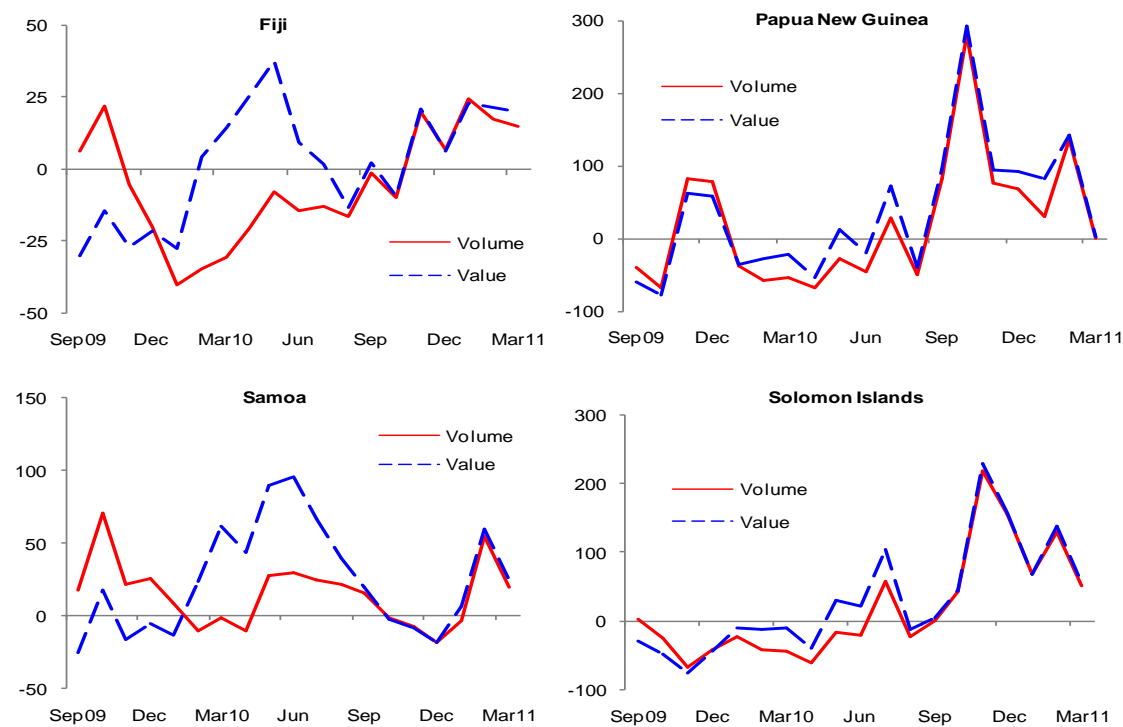 Fiji
50
25
0
-25
-50
Volume
Value
Sep09 Dec Mar10 Jun Sep Dec Mar11
Papua New Guinea
300
200
100
0
-100
Volume
Value
Sep09 Dec Mar10 Jun Sep Dec Mar11
Samoa
150
100
50
0
-50
Volume
Value
Sep09 Dec Mar10 Jun Sep Dec Mar11
Solomon Islands
300
200
100
0
-100
Volume
Value
Sep09 Dec Mar10 Jun Sep Dec Mar11